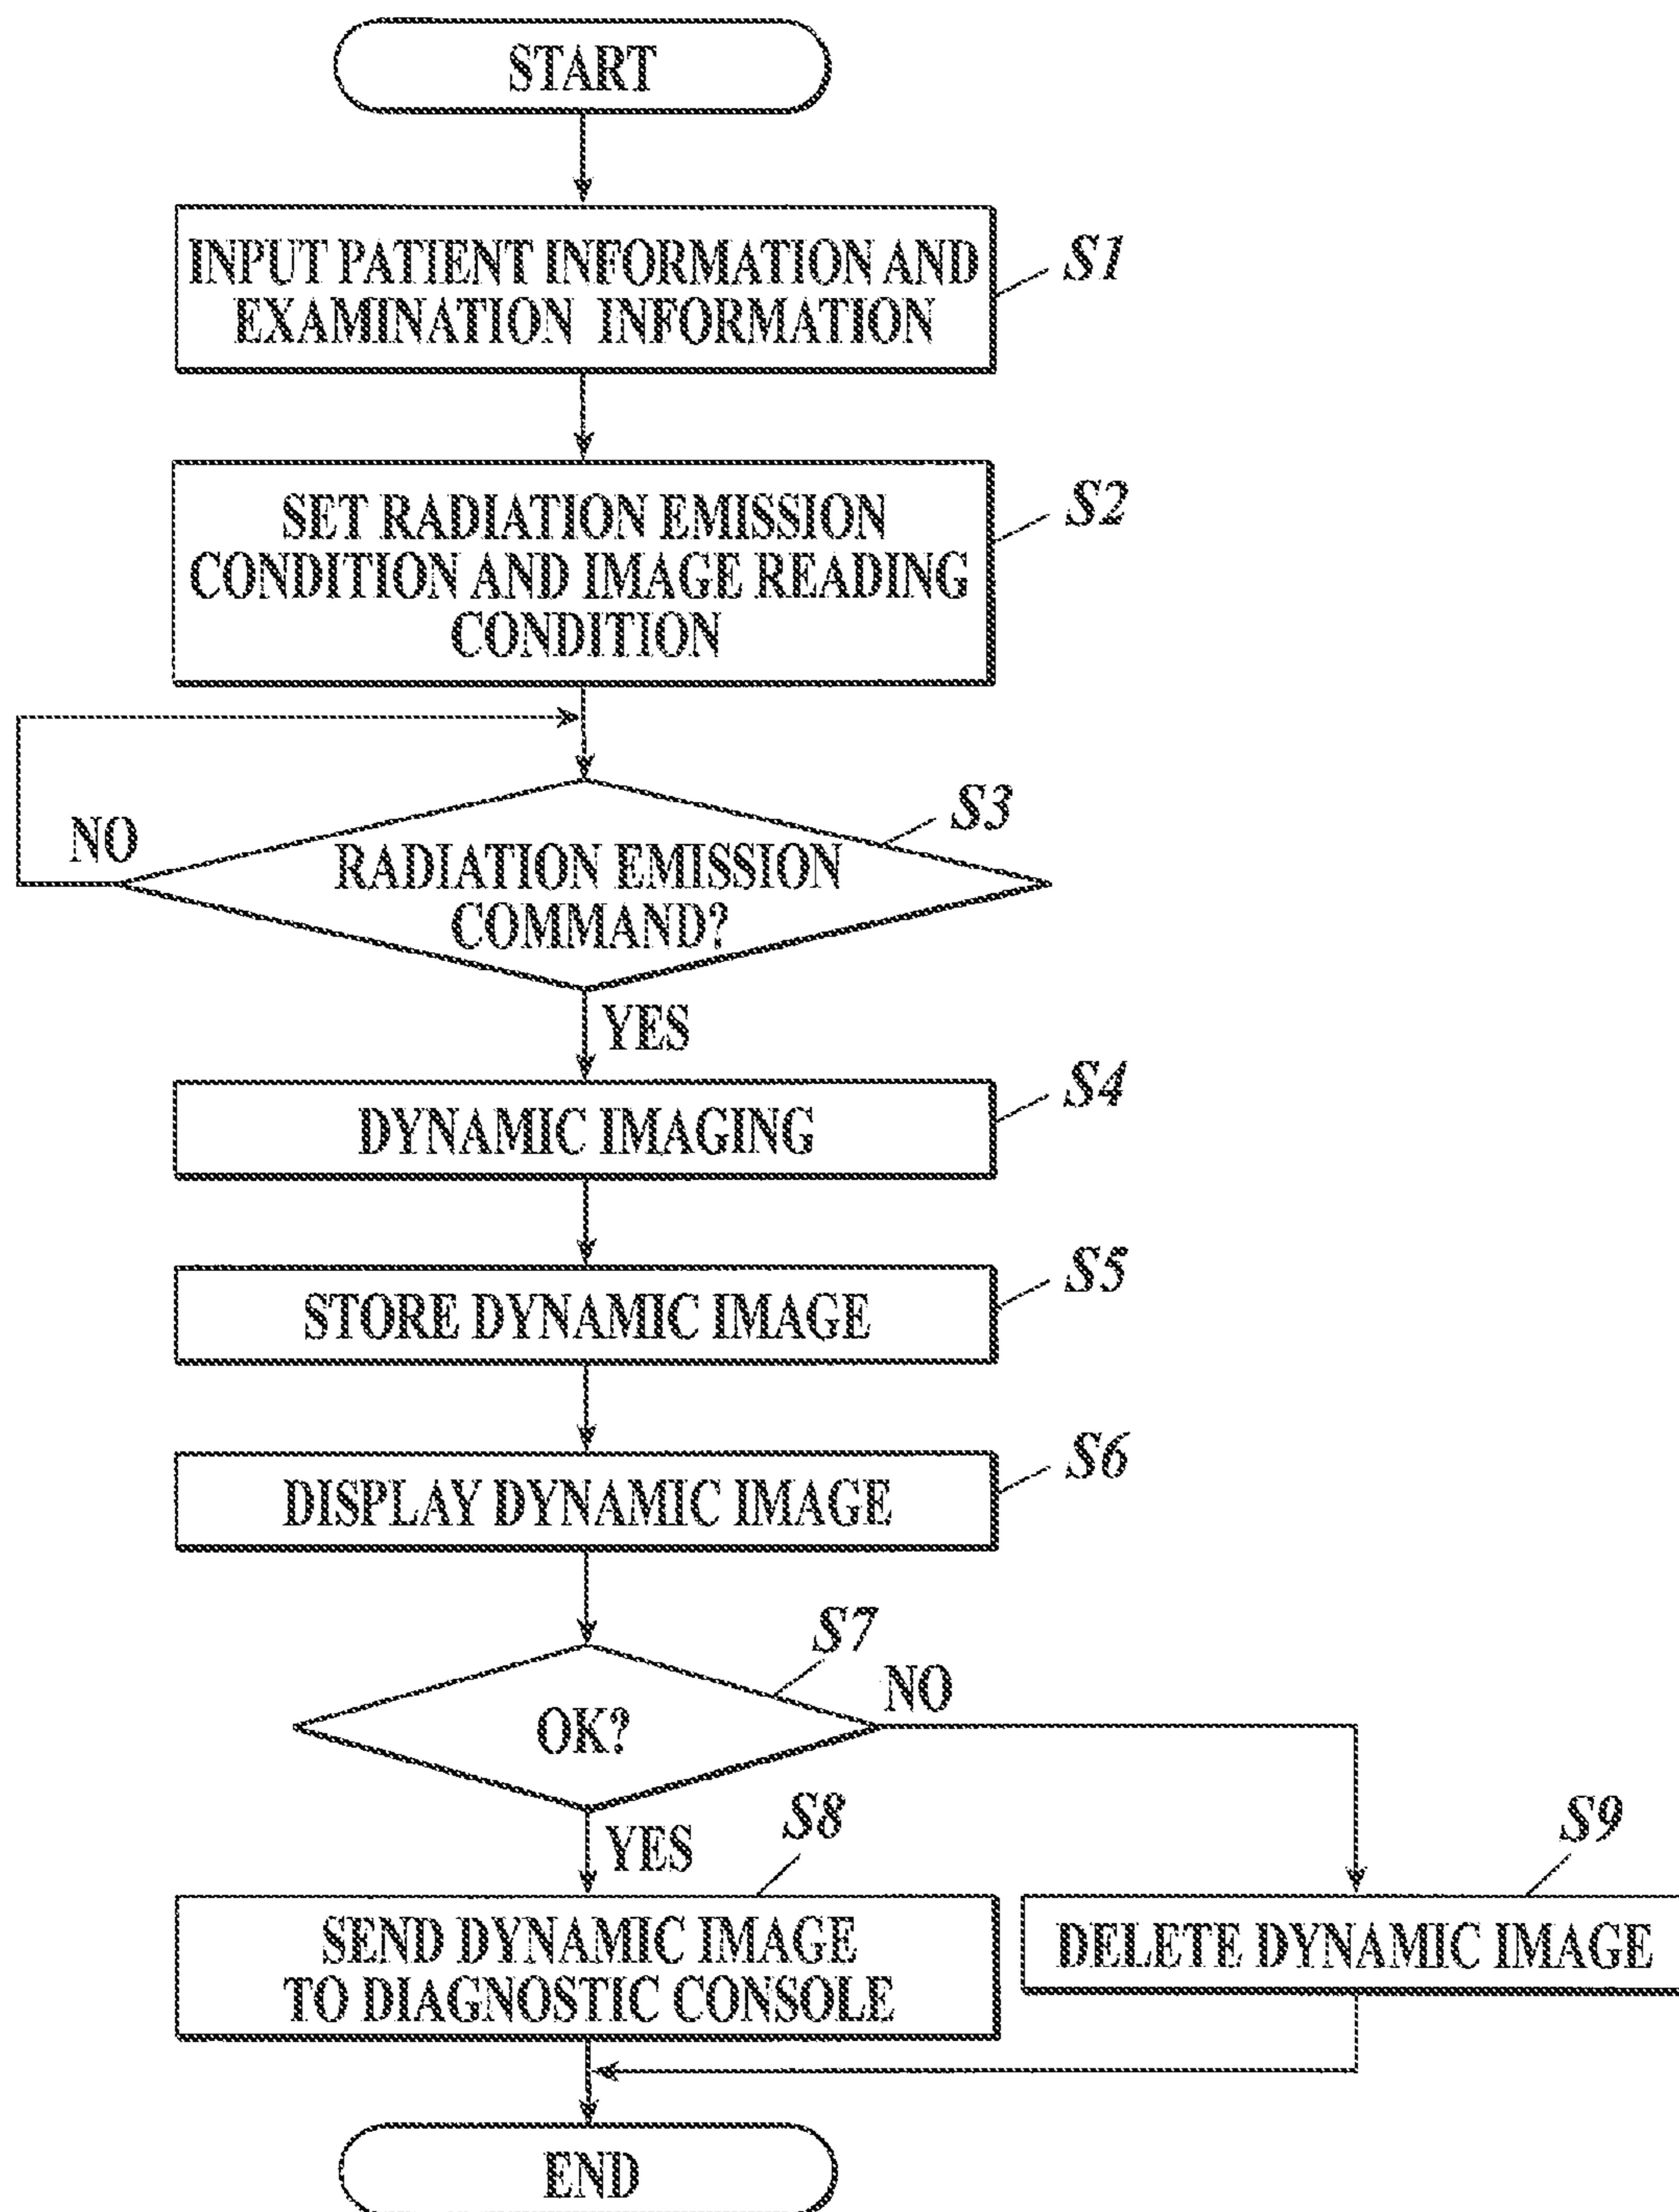 START
INPUT PATIENT INFORMATION AND
EXAMINATION INFORMATION
S1
SET RADIATION EMISSION
CONDITION AND IMAGE READING
CONDITION
S2
NO
RADIATION EMISSION
COMMAND?
S3
YES
DYNAMIC IMAGING
S4
STORE DYNAMIC IMAGE
S5
DISPLAY DYNAMIC IMAGE
S6
OK?
S7
NO
YES
S8
SEND DYNAMIC IMAGE
TO DIAGNOSTIC CONSOLE
S9
DELETE DYNAMIC IMAGE
END